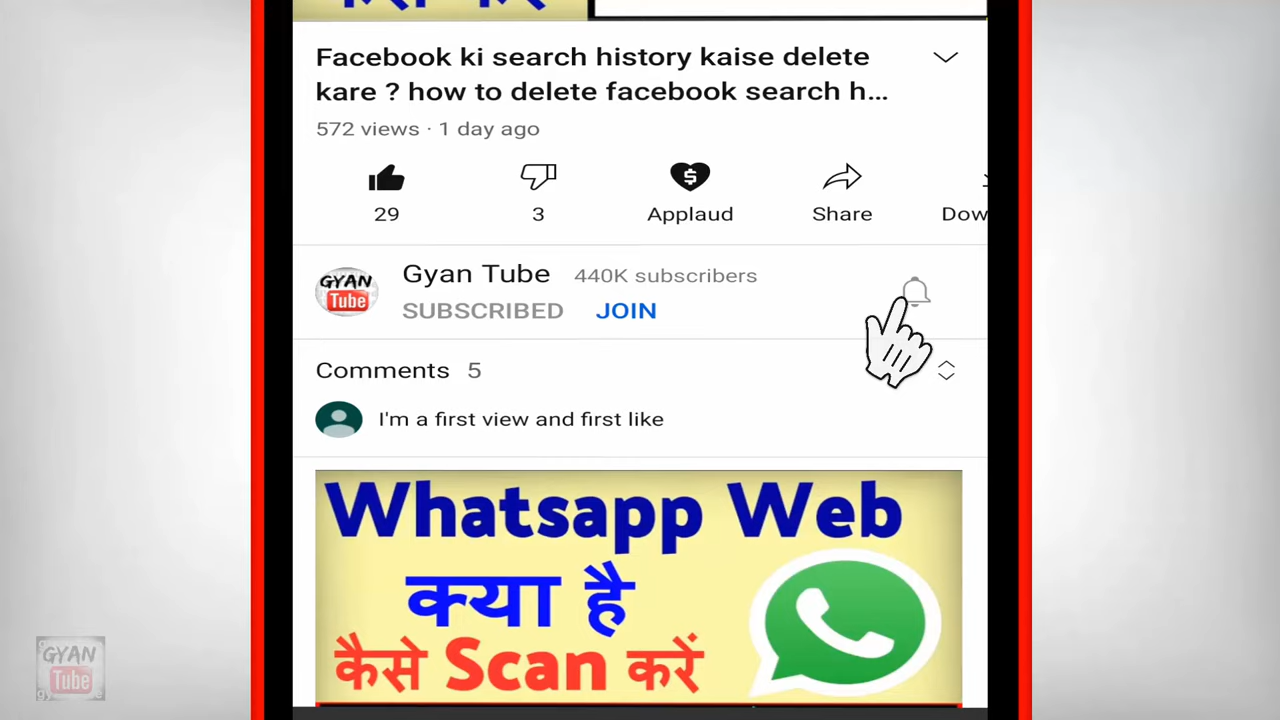 Facebook ki search history kaise delete
kare ? how to delete facebook search h...
572 views · 1 day ago
29
3
Applaud
Share
Dow
GYAN
Tube
Gyan Tube 440K subscribers
SUBSCRIBED JOIN
Comments 5
I'm a first view and first like
Whatsapp Web
क्या है
कैसे Scan करें
GYAN
Tube